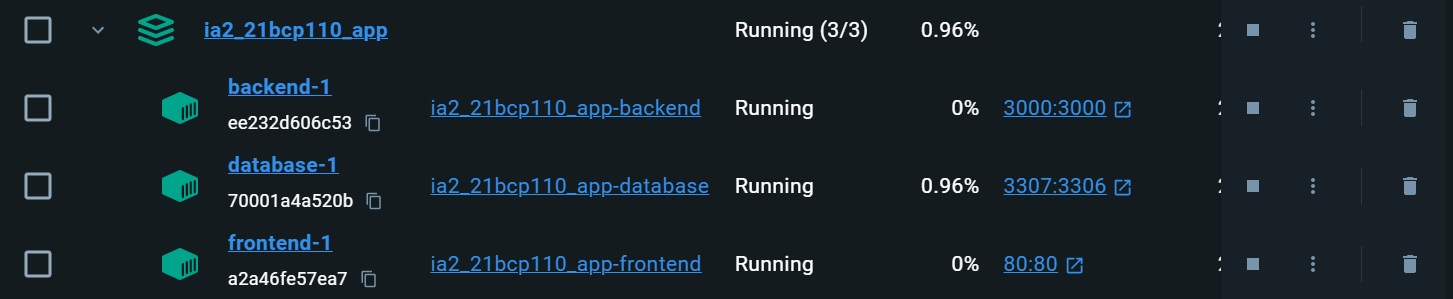 ia2_21bcp110_app Running (3/3) 0.96%
backend-1
ee232d606c53 ia2_21bcp110_app-backend Running 0% 3000:3000
database-1
70001a4a520b ia2_21bcp110_app-database Running 0.96% 3307:3306
frontend-1
a2a46fe57ea7 ia2_21bcp110_app-frontend Running 0% 80:80